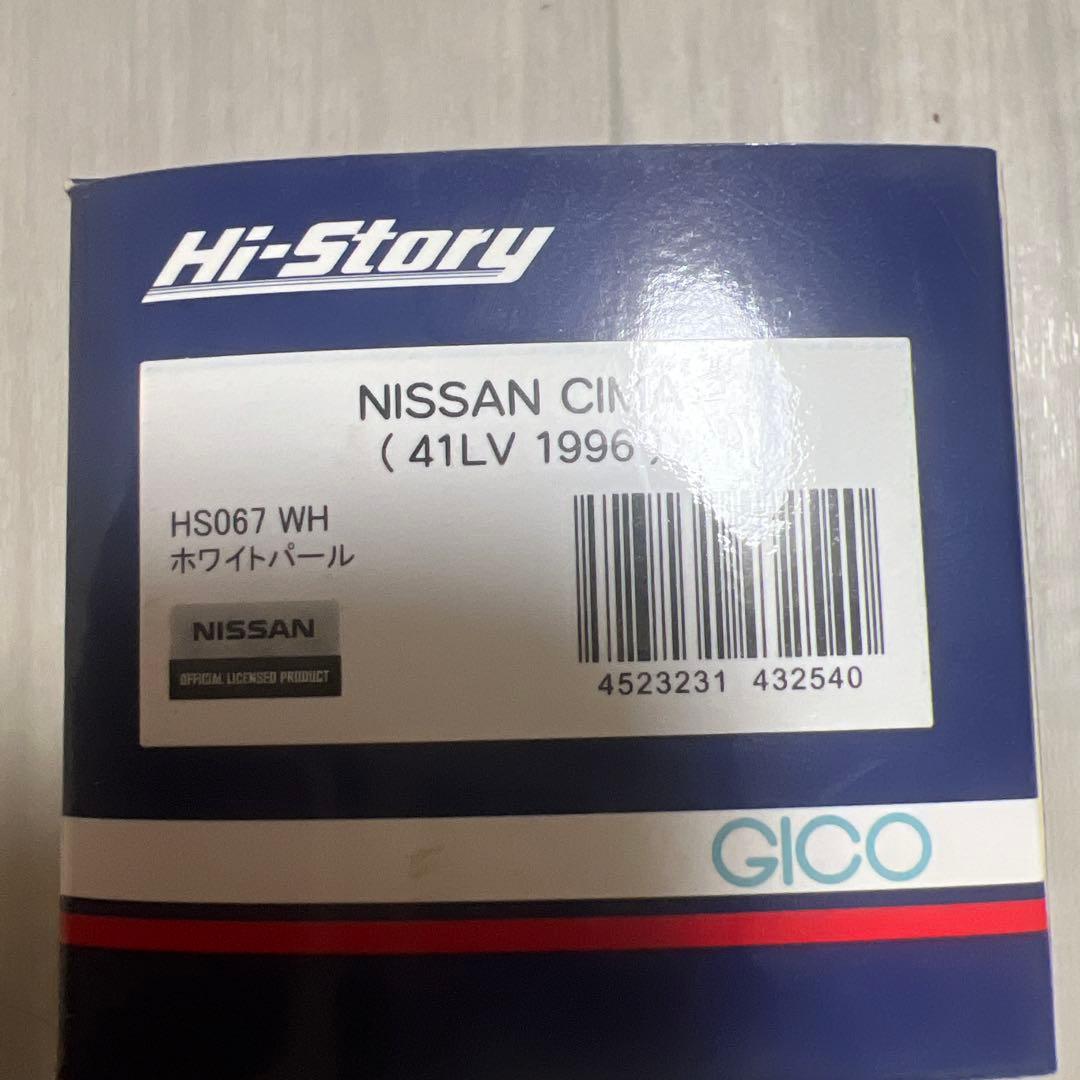 Hi-Story
NISSAN CIMA
( 41LV 1996 )
HS067 WH
ホワイトパール
NISSAN
OFFICIAL LICENSED PRODUCT
4523231 432540
GICO